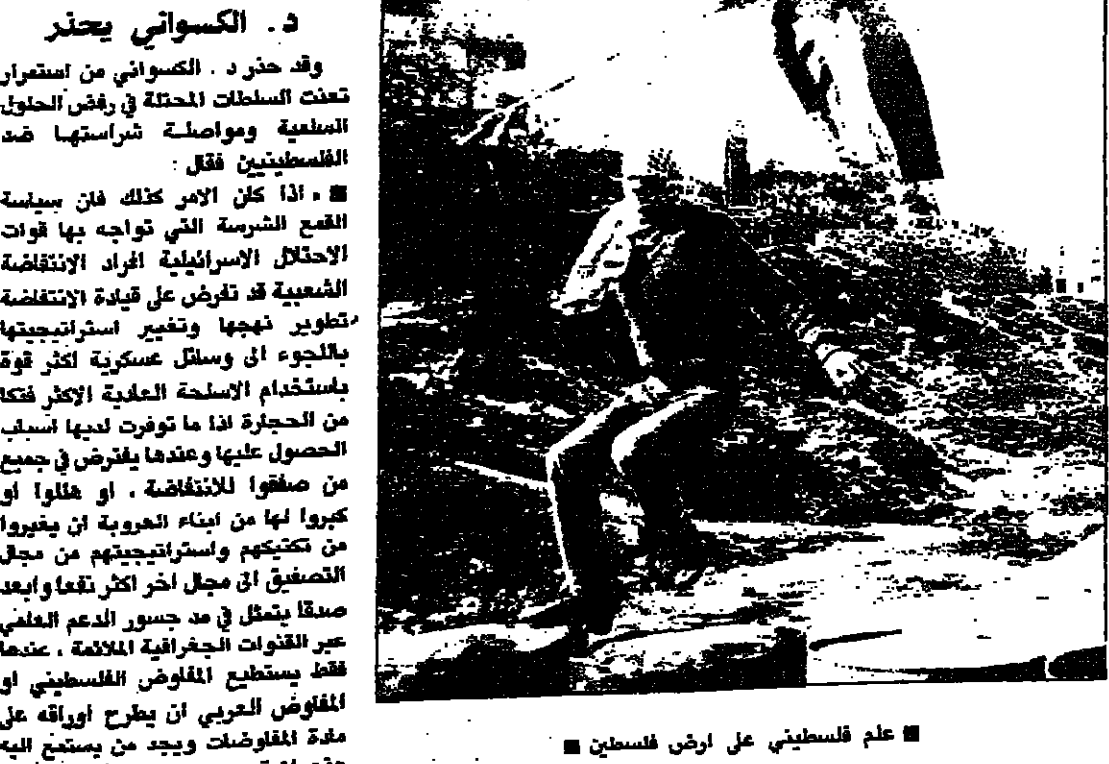 د. الكسواني يحذر
وقد حذر د. الكسواني من استمرار
تعنت السلطات المحتلة في رفض الحلول
السلمية ومواصلة شراستها ضد
الفلسطينيين فقال :
■ « اذا كان الامر كذلك فان سياسة
القمع الشرسة التي تواجه بها قوات
الاحتلال الاسرائيلية افراد الانتفاضة
الشعبية قد تفرض على قيادة الانتفاضة
تطوير نهجها وتغيير استراتيجيتها
باللجوء الى وسائل عسكرية اكثر قوة
باستخدام الاسلحة العادية الاكثر فتكا
من الحجارة اذا ما توفرت لديها اسباب
الحصول عليها وعندها يفترض في جميع
من صفقوا للانتفاضة ، او هللوا او
كبروا لها من ابناء العروبة ان يغيروا
من تكتيكهم واستراتيجيتهم من مجال
التصفيق الى مجال اخر اكثر نفعا وابعد
صدقا يتمثل في مد جسور الدعم العلمي
عبر القنوات الجغرافية الملائمة ، عندها
فقط يستطيع المفاوض الفلسطيني او
المفاوض العربي ان يطرح اوراقه على
مائدة المفاوضات ويجد من يستمع اليه
■ علم فلسطيني على ارض فلسطين ■